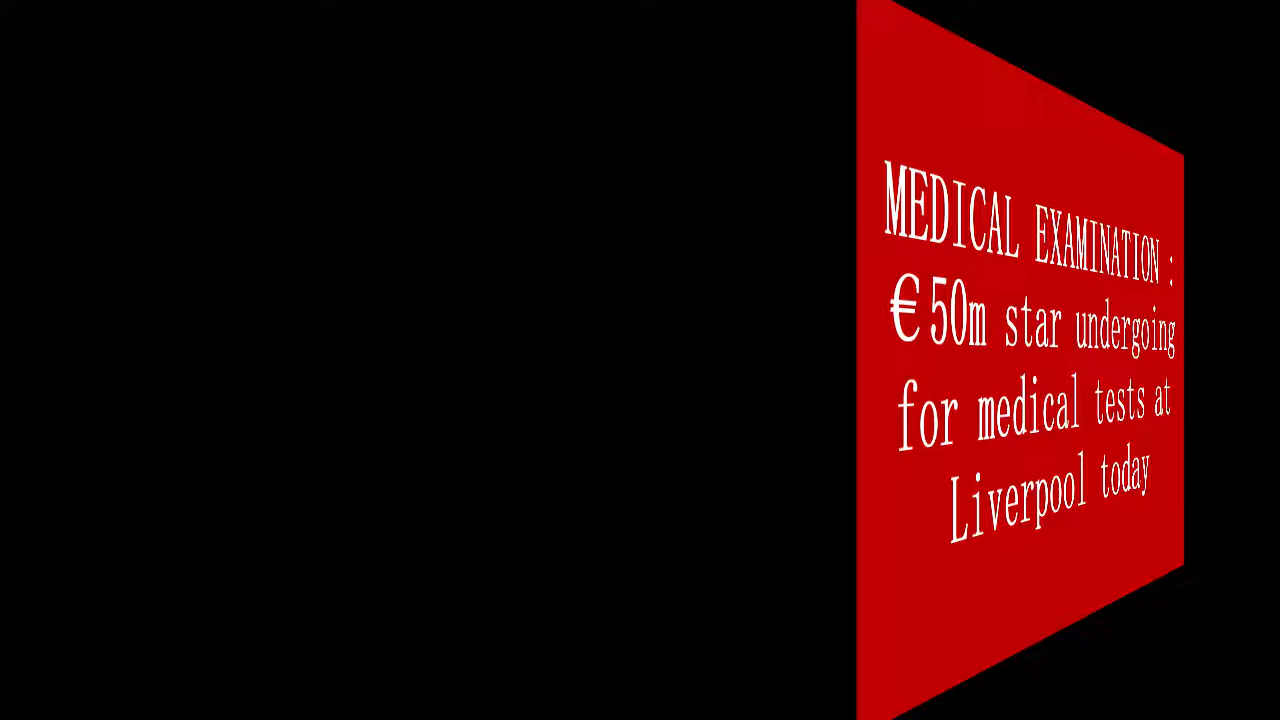 MEDICAL EXAMINATION :
€50m star undergoing
for medical tests at
Liverpool today